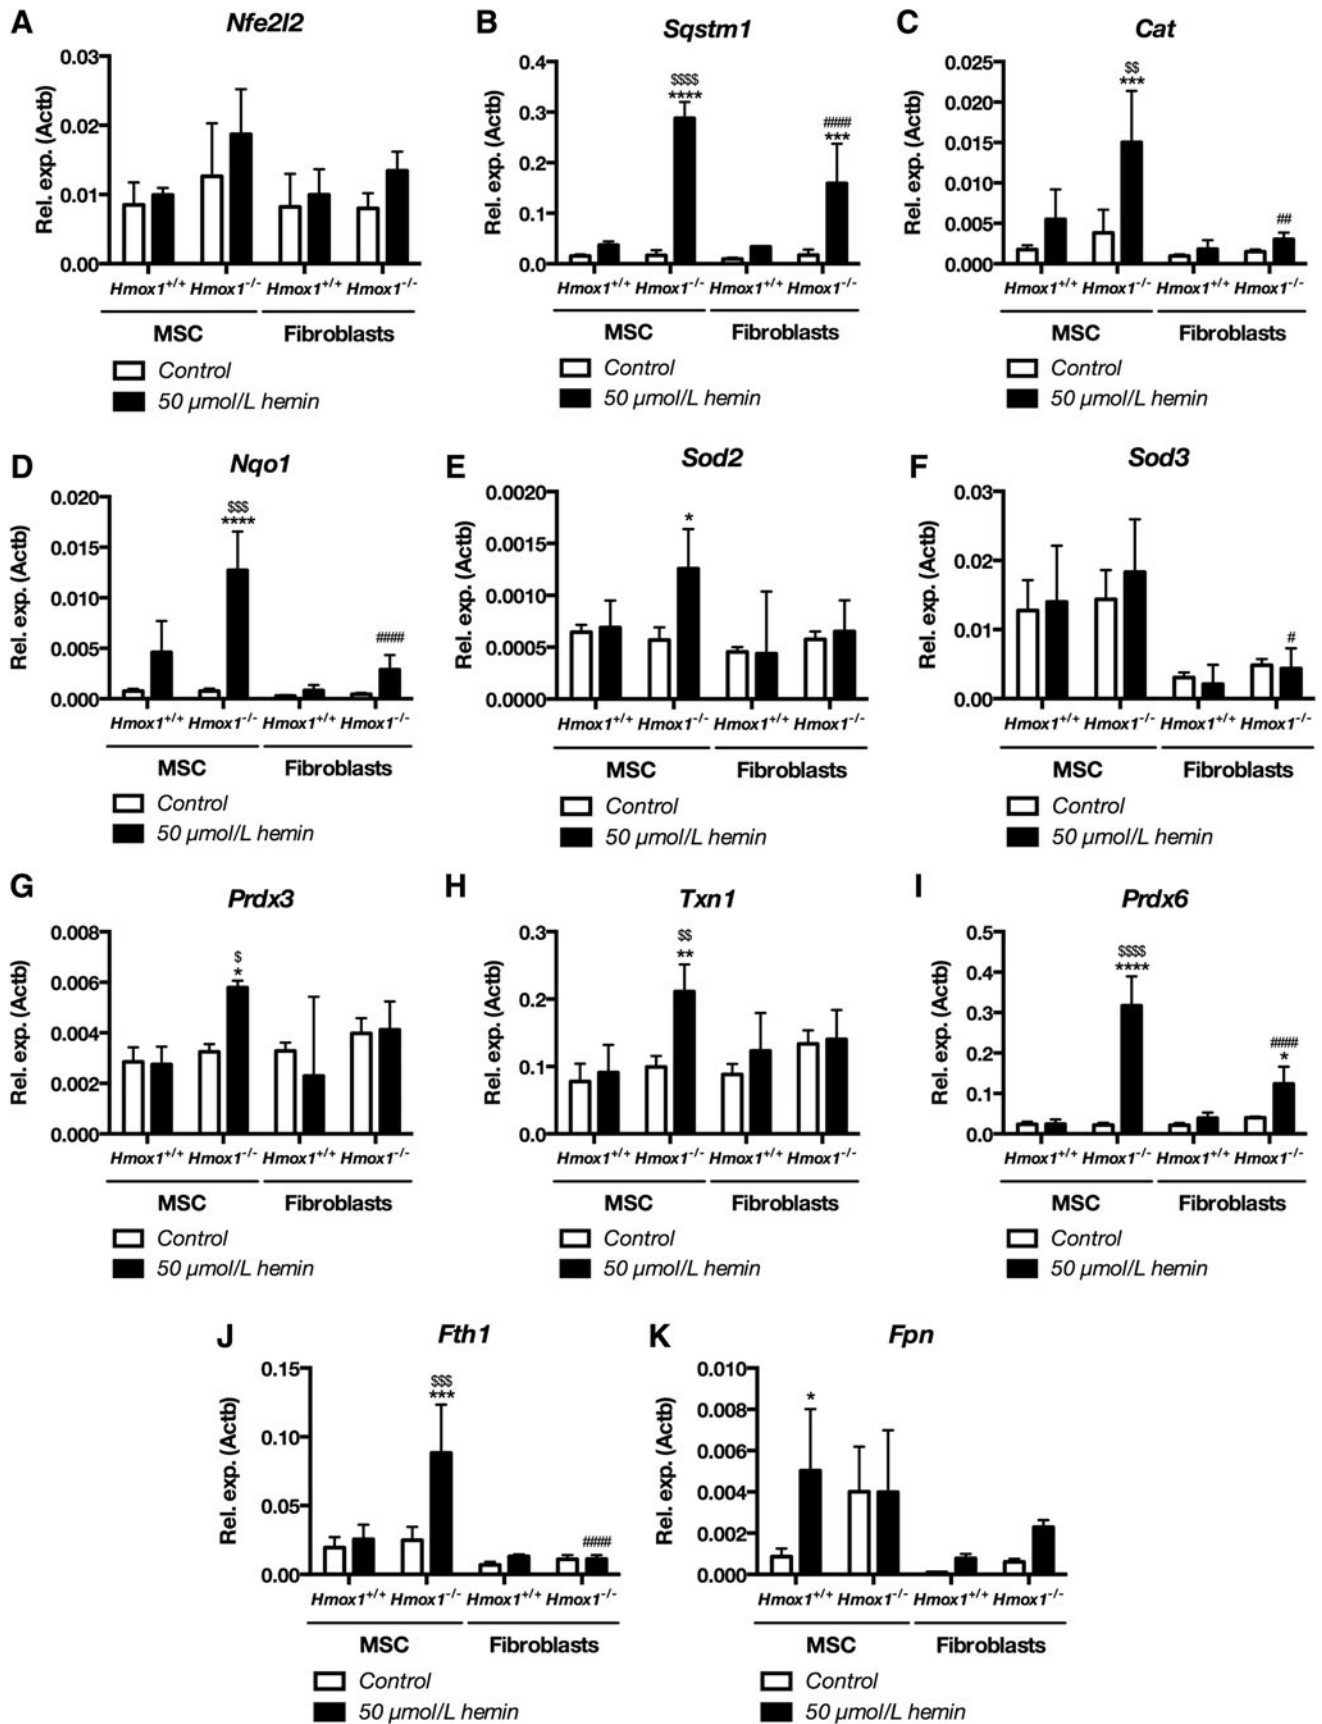 A
Nfe2l2
Rel. exp. (Actb)
0.03
0.02
0.01
0.00
Hmox1+/+ Hmox1-/- Hmox1+/+ Hmox1-/-
MSC Fibroblasts
Control
50 µmol/L hemin
B
Sqstm1
Rel. exp. (Actb)
0.4
0.3
0.2
0.1
0.0
$$$$
****
####
***
Hmox1+/+ Hmox1-/- Hmox1+/+ Hmox1-/-
MSC Fibroblasts
Control
50 µmol/L hemin
C
Cat
Rel. exp. (Actb)
0.025
0.020
0.015
0.010
0.005
0.000
$$
***
##
Hmox1+/+ Hmox1-/- Hmox1+/+ Hmox1-/-
MSC Fibroblasts
Control
50 µmol/L hemin
D
Nqo1
Rel. exp. (Actb)
0.020
0.015
0.010
0.005
0.000
$$$
****
####
Hmox1+/+ Hmox1-/- Hmox1+/+ Hmox1-/-
MSC Fibroblasts
Control
50 µmol/L hemin
E
Sod2
Rel. exp. (Actb)
0.0020
0.0015
0.0010
0.0005
0.0000
*
Hmox1+/+ Hmox1-/- Hmox1+/+ Hmox1-/-
MSC Fibroblasts
Control
50 µmol/L hemin
F
Sod3
Rel. exp. (Actb)
0.03
0.02
0.01
0.00
#
Hmox1+/+ Hmox1-/- Hmox1+/+ Hmox1-/-
MSC Fibroblasts
Control
50 µmol/L hemin
G
Prdx3
Rel. exp. (Actb)
0.008
0.006
0.004
0.002
0.000
$
*
Hmox1+/+ Hmox1-/- Hmox1+/+ Hmox1-/-
MSC Fibroblasts
Control
50 µmol/L hemin
H
Txn1
Rel. exp. (Actb)
0.3
0.2
0.1
0.0
$$
**
Hmox1+/+ Hmox1-/- Hmox1+/+ Hmox1-/-
MSC Fibroblasts
Control
50 µmol/L hemin
I
Prdx6
Rel. exp. (Actb)
0.5
0.4
0.3
0.2
0.1
0.0
$$$$
****
####
*
Hmox1+/+ Hmox1-/- Hmox1+/+ Hmox1-/-
MSC Fibroblasts
Control
50 µmol/L hemin
J
Fth1
Rel. exp. (Actb)
0.15
0.10
0.05
0.00
$$$
***
####
Hmox1+/+ Hmox1-/- Hmox1+/+ Hmox1-/-
MSC Fibroblasts
Control
50 µmol/L hemin
K
Fpn
Rel. exp. (Actb)
0.010
0.008
0.006
0.004
0.002
0.000
*
Hmox1+/+ Hmox1-/- Hmox1+/+ Hmox1-/-
MSC Fibroblasts
Control
50 µmol/L hemin